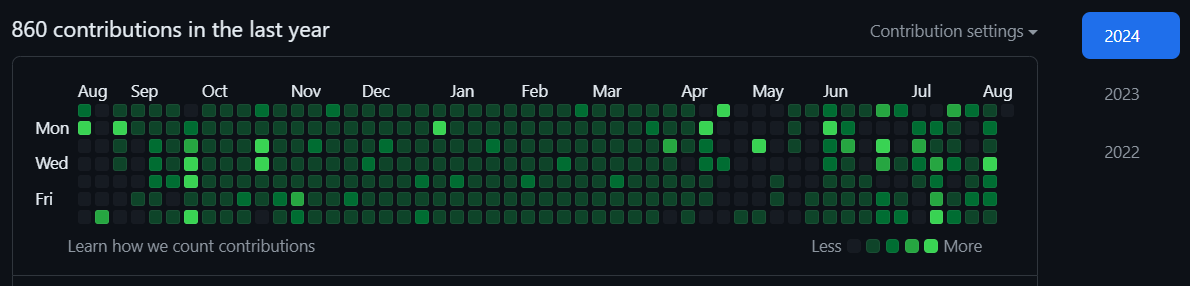 860 contributions in the last year
Contribution settings
2024
2023
2022
Aug Sep Oct Nov Dec Jan Feb Mar Apr May Jun Jul Aug
Mon
Wed
Fri
Learn how we count contributions
Less More